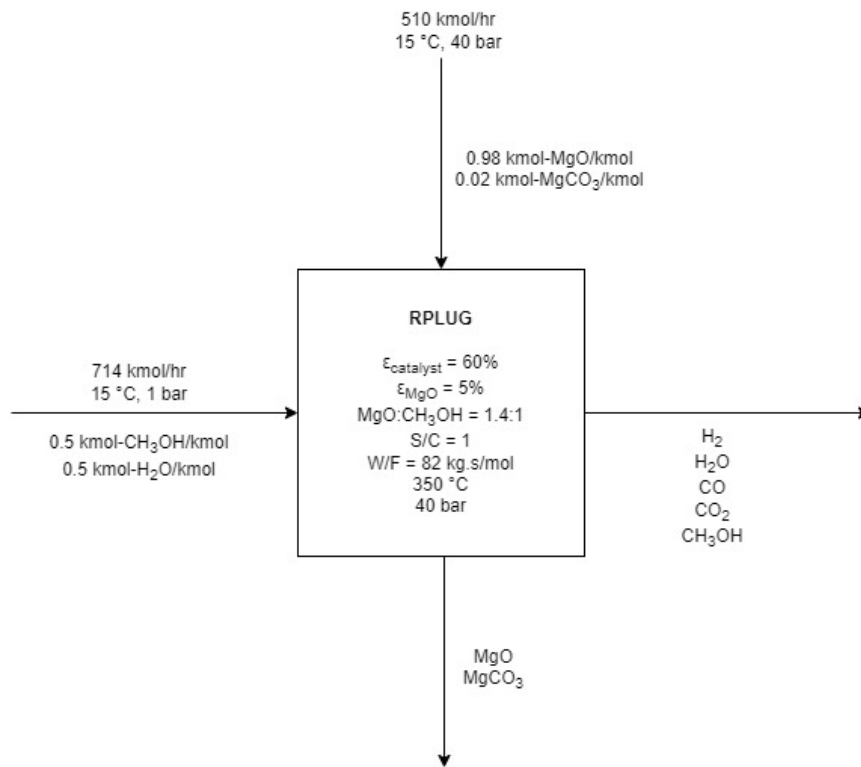 510 kmol/hr
15 °C, 40 bar
0.98 kmol-MgO/kmol
0.02 kmol-MgCO₃/kmol
RPLUG
ε_catalyst = 60%
ε_MgO = 5%
MgO:CH₃OH = 1.4:1
S/C = 1
W/F = 82 kg.s/mol
350 °C
40 bar
714 kmol/hr
15 °C, 1 bar
0.5 kmol-CH₃OH/kmol
0.5 kmol-H₂O/kmol
H₂
H₂O
CO
CO₂
CH₃OH
MgO
MgCO₃